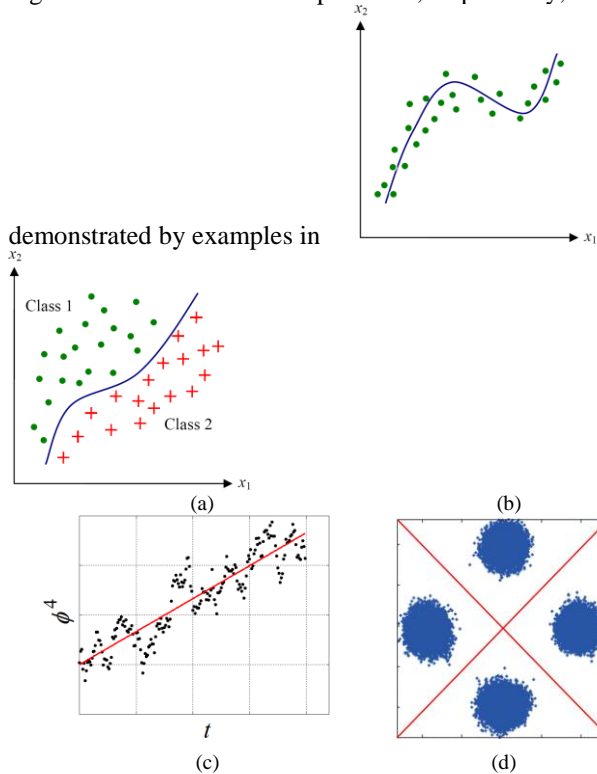 x₂
x₁
demonstrated by examples in
x₂
Class 1
Class 2
x₁
(a) (b)
ϕ⁴
t
(c) (d)